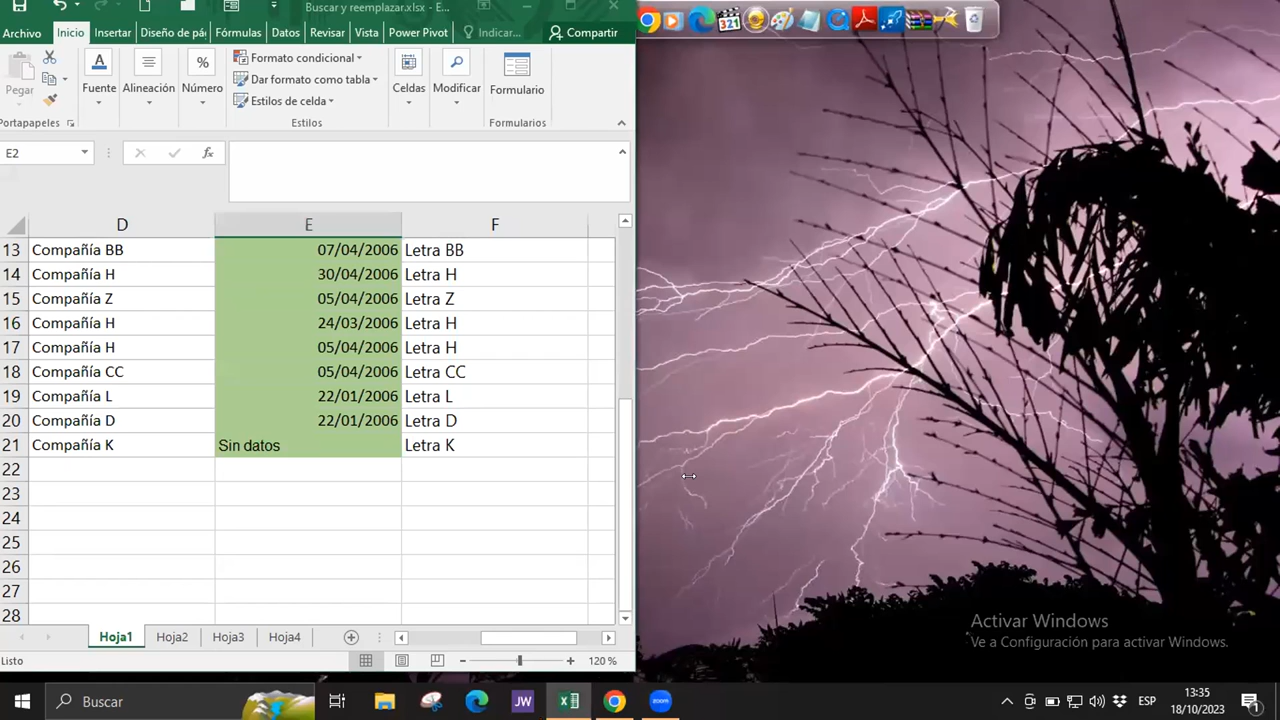 Buscar y reemplazar.xlsx - E...
Archivo Inicio Insertar Diseño de pá Fórmulas Datos Revisar Vista Power Pivot Indicar... Compartir
Pegar
Fuente Alineación Número
Formato condicional
Dar formato como tabla
Estilos de celda
Celdas Modificar Formulario
Portapapeles Estilos Formularios
E2 fx
D E F
13 Compañía BB 07/04/2006 Letra BB
14 Compañía H 30/04/2006 Letra H
15 Compañía Z 05/04/2006 Letra Z
16 Compañía H 24/03/2006 Letra H
17 Compañía H 05/04/2006 Letra H
18 Compañía CC 05/04/2006 Letra CC
19 Compañía L 22/01/2006 Letra L
20 Compañía D 22/01/2006 Letra D
21 Compañía K Sin datos Letra K
22
23
24
25
26
27
28
Hoja1 Hoja2 Hoja3 Hoja4
Listo 120 %
321
Activar Windows
Ve a Configuración para activar Windows.
Buscar
JW
zoom
ESP
13:35
18/10/2023
1